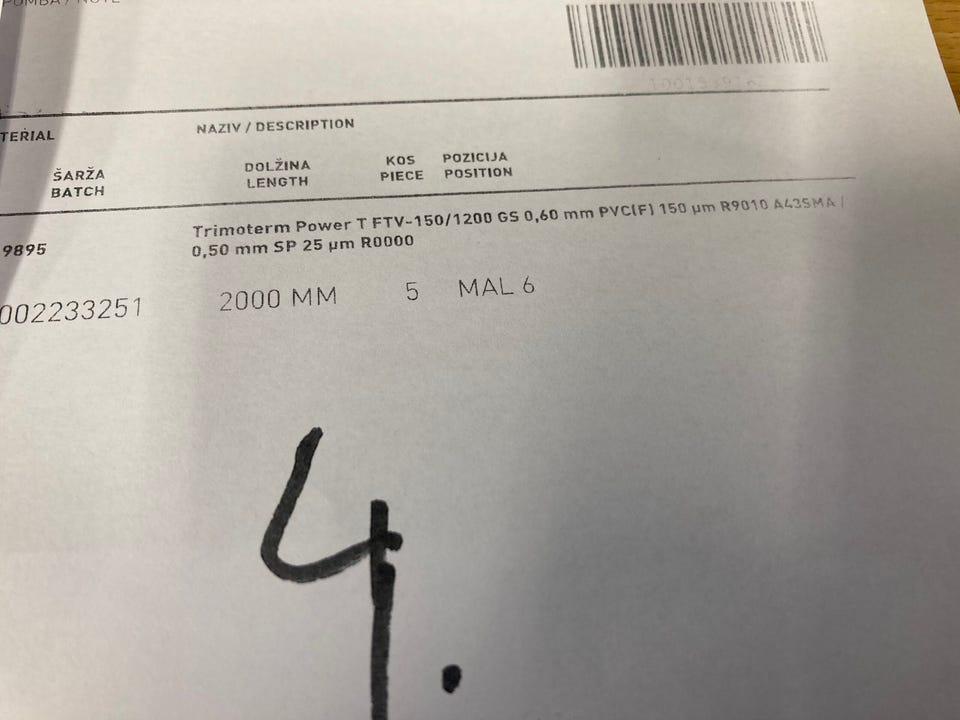 NAZIV / DESCRIPTION
TERIAL
ŠARŽA DOLŽINA KOS POZICIJA
BATCH LENGTH PIECE POSITION
9895 Trimoterm Power T FTV-150/1200 GS 0,60 mm PVC(F) 150 µm R9010 A43SMA /
0,50 mm SP 25 µm R0000
002233251 2000 MM 5 MAL 6
4.